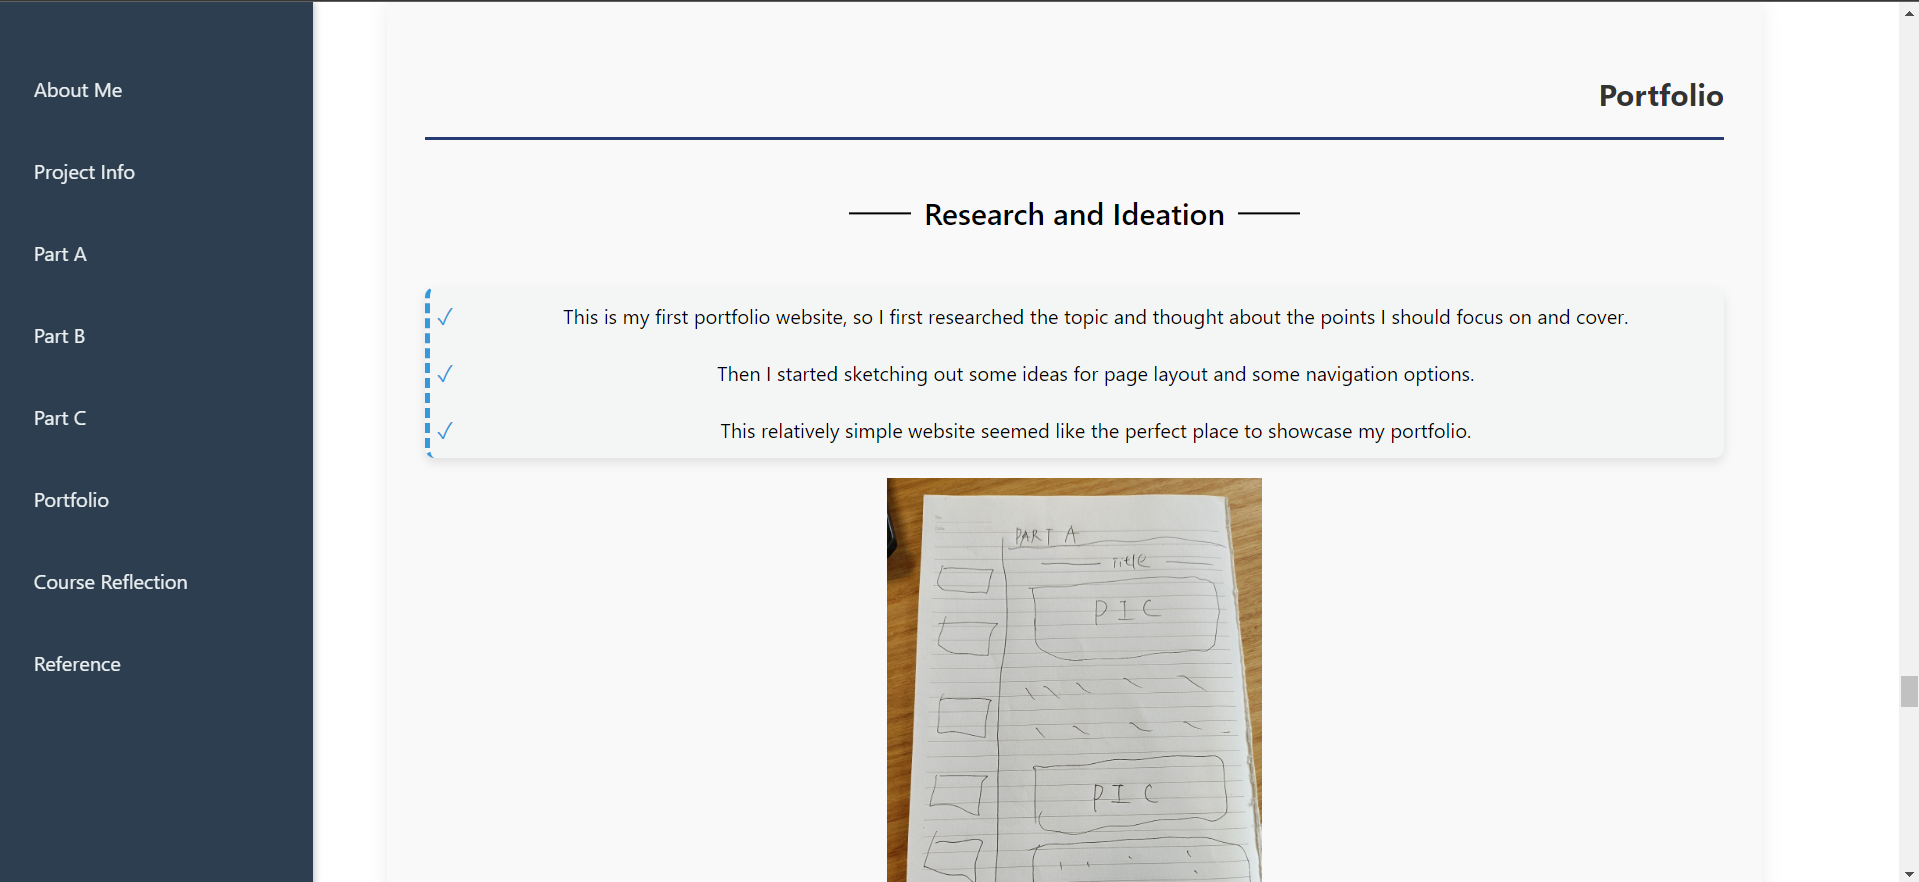 About Me
Project Info
Part A
Part B
Part C
Portfolio
Course Reflection
Reference
Portfolio
Research and Ideation
✓ This is my first portfolio website, so I first researched the topic and thought about the points I should focus on and cover.
✓ Then I started sketching out some ideas for page layout and some navigation options.
✓ This relatively simple website seemed like the perfect place to showcase my portfolio.
PART A
Title
PIC
PIC